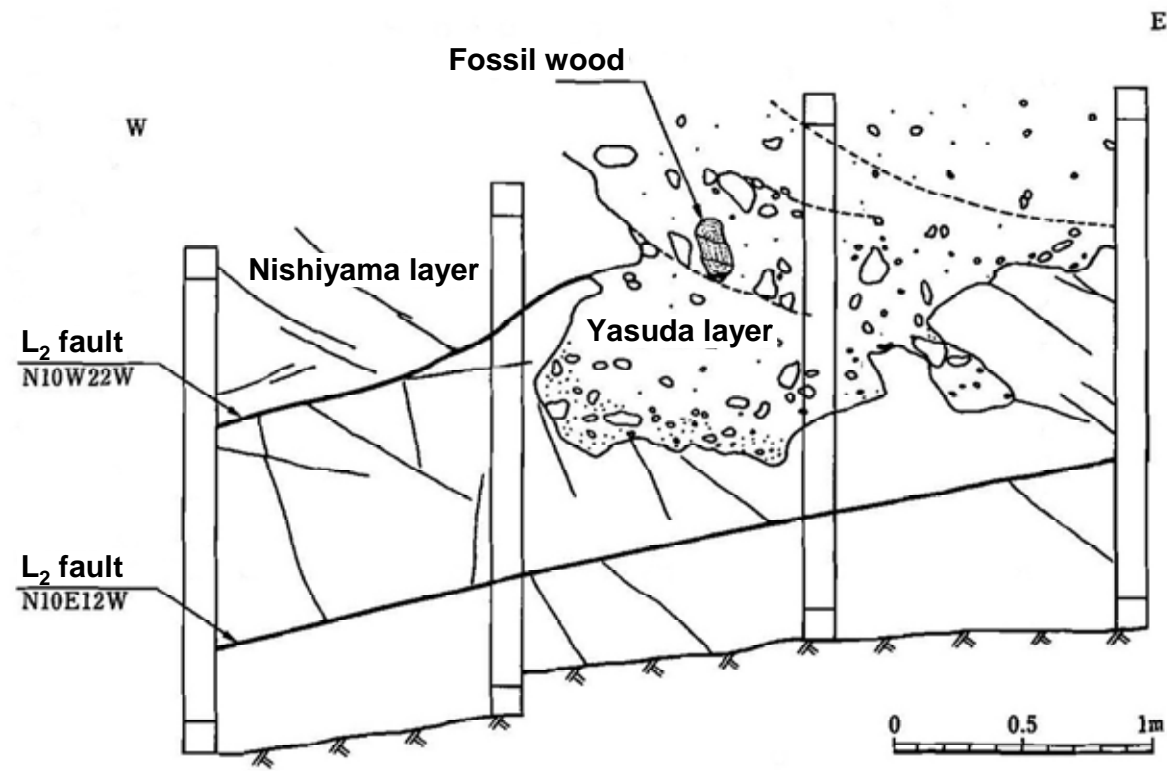 E
Fossil wood
W
Nishiyama layer
Yasuda layer
L₂ fault
N10W22W
L₂ fault
N10E12W
0 0.5 1m